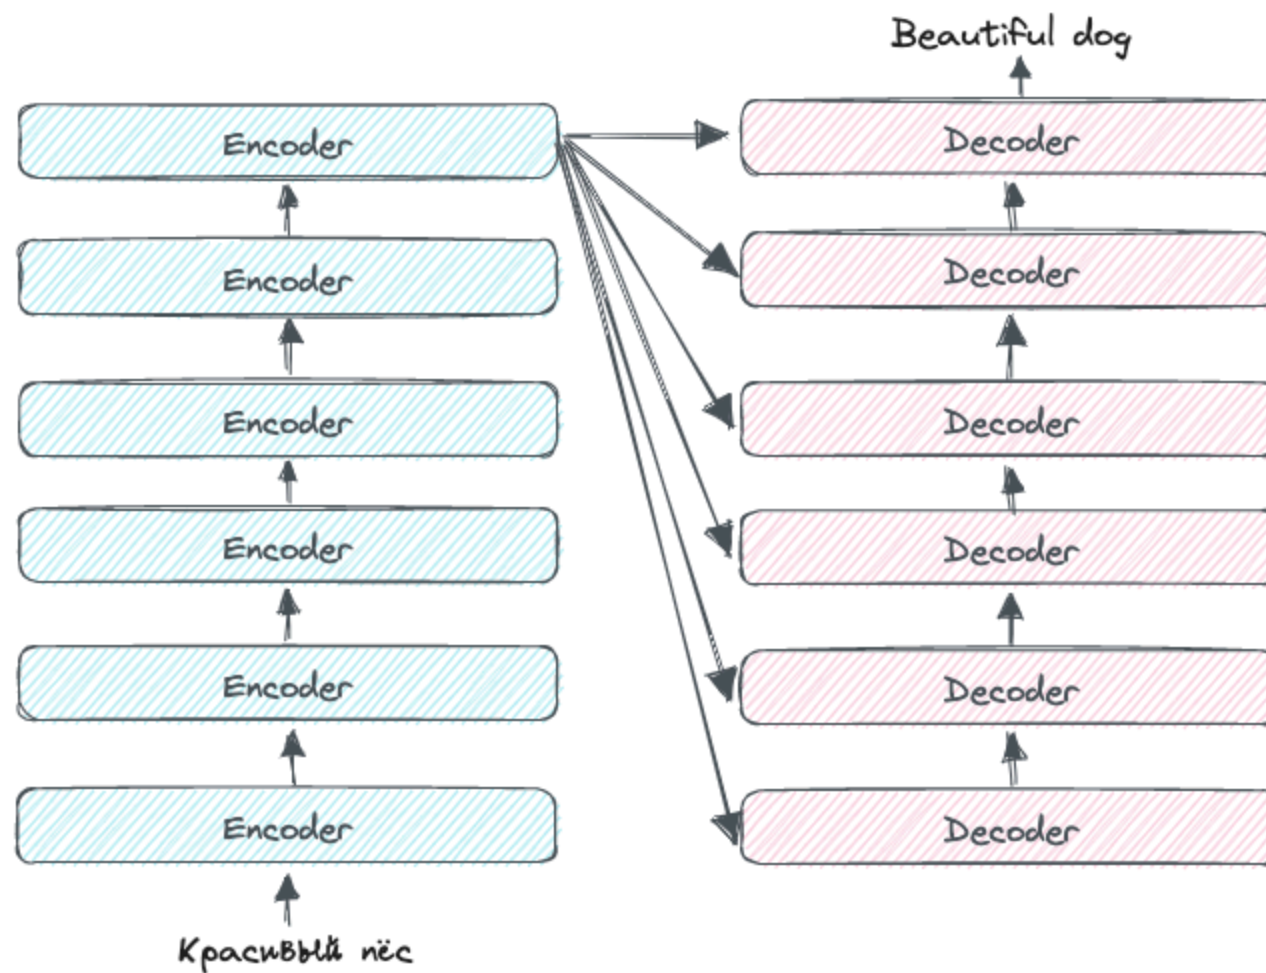 Beautiful dog
Encoder
Decoder
Encoder
Decoder
Encoder
Decoder
Encoder
Decoder
Encoder
Decoder
Encoder
Decoder
Красивый пёс